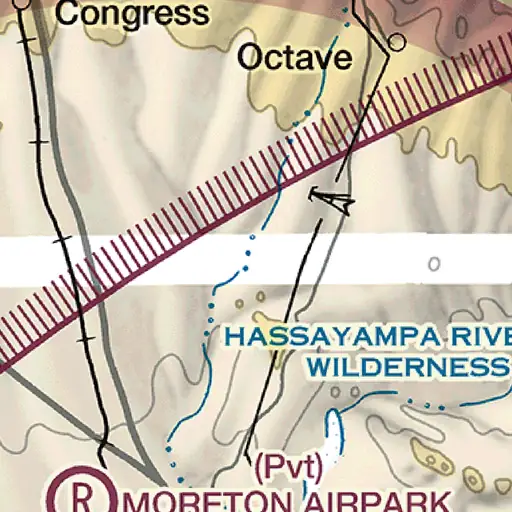 Congress
Octave
HASSAYAMPA RIVE
WILDERNESS
(Pvt)
R MORETON AIRPARK